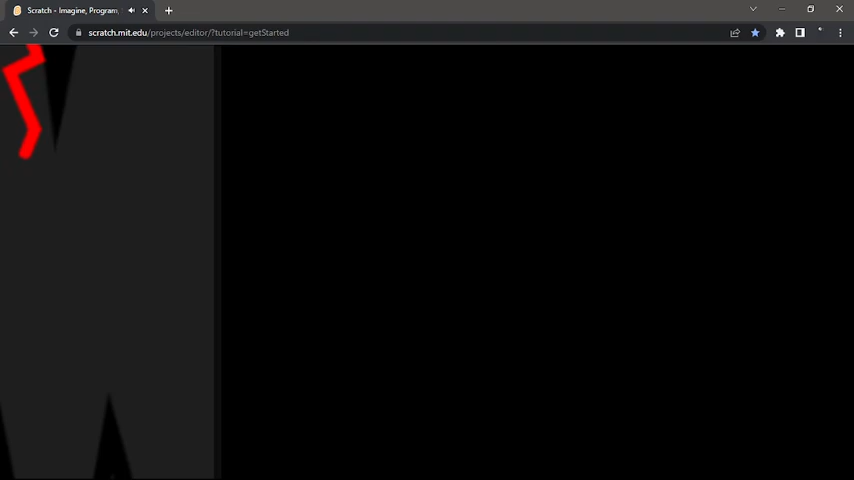 Scratch - Imagine, Program,
scratch.mit.edu/projects/editor/?tutorial=getStarted